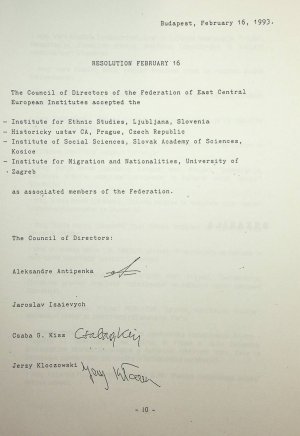 Budapest, February 16, 1993.
RESOLUTION FEBRUARY 16
The Council of Directors of the Federation of East Central
European Institutes accepted the
- Institute for Ethnic Studies, Ljubljana, Slovenia
- Historicky ustav CA, Prague, Czech Republic
- Institute of Social Sciences, Slovak Academy of Sciences,
Kosice
- Institute for Migration and Nationalities, University of
Zagreb
as associated members of the Federation.
The Council of Directors:
Aleksandre Antipenka
Jaroslav Isaievych
Csaba G. Kiss
Jerzy Kloczowski
- 10 -